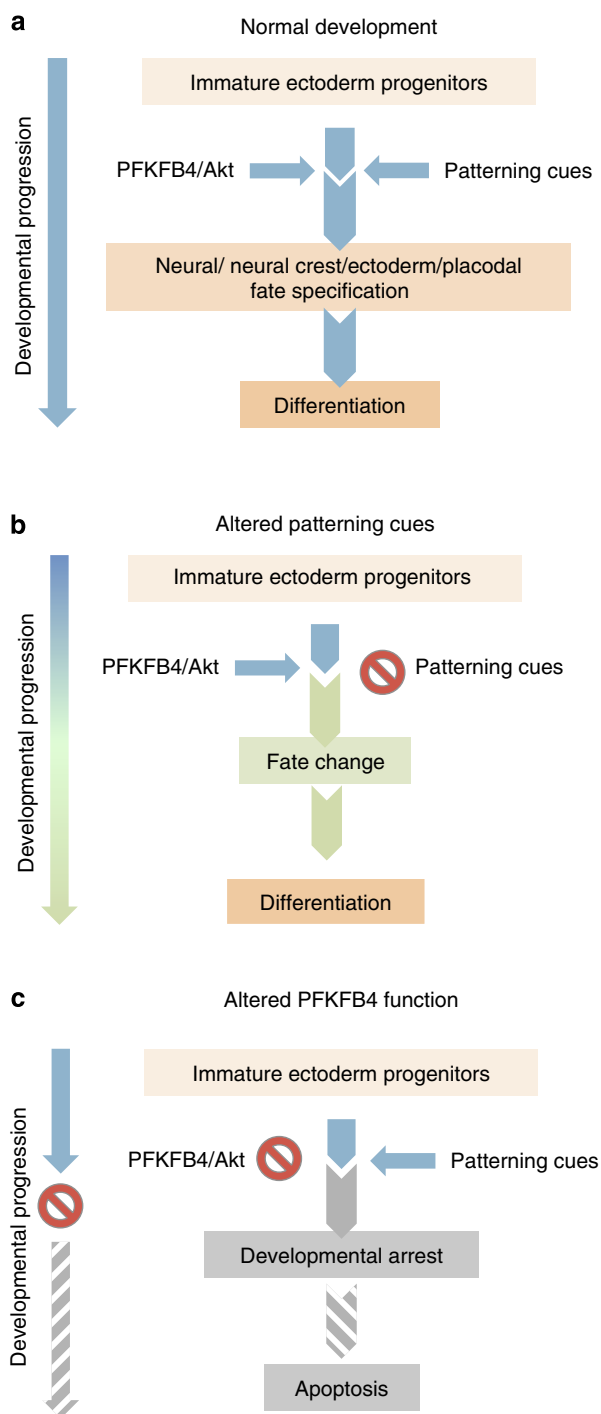 a
Normal development
Immature ectoderm progenitors
PFKFB4/Akt
Patterning cues
Neural/ neural crest/ectoderm/placodal
fate specification
Differentiation
Developmental progression
b
Altered patterning cues
Immature ectoderm progenitors
PFKFB4/Akt
Patterning cues
Fate change
Differentiation
Developmental progression
c
Altered PFKFB4 function
Immature ectoderm progenitors
PFKFB4/Akt
Patterning cues
Developmental arrest
Apoptosis
Developmental progression